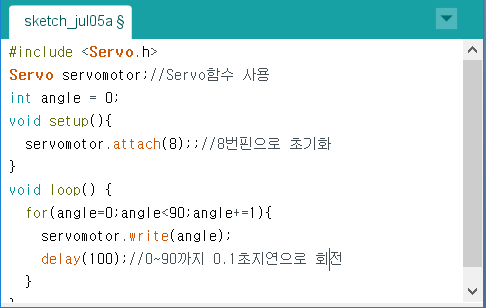 sketch_jul05a §
#include <Servo.h>
Servo servomotor;//Servo함수 사용
int angle = 0;
void setup(){
  servomotor.attach(8);;//8번핀으로 초기화
}
void loop() {
  for(angle=0;angle<90;angle+=1){
    servomotor.write(angle);
    delay(100);//0~90까지 0.1초지연으로 회전
  }
}